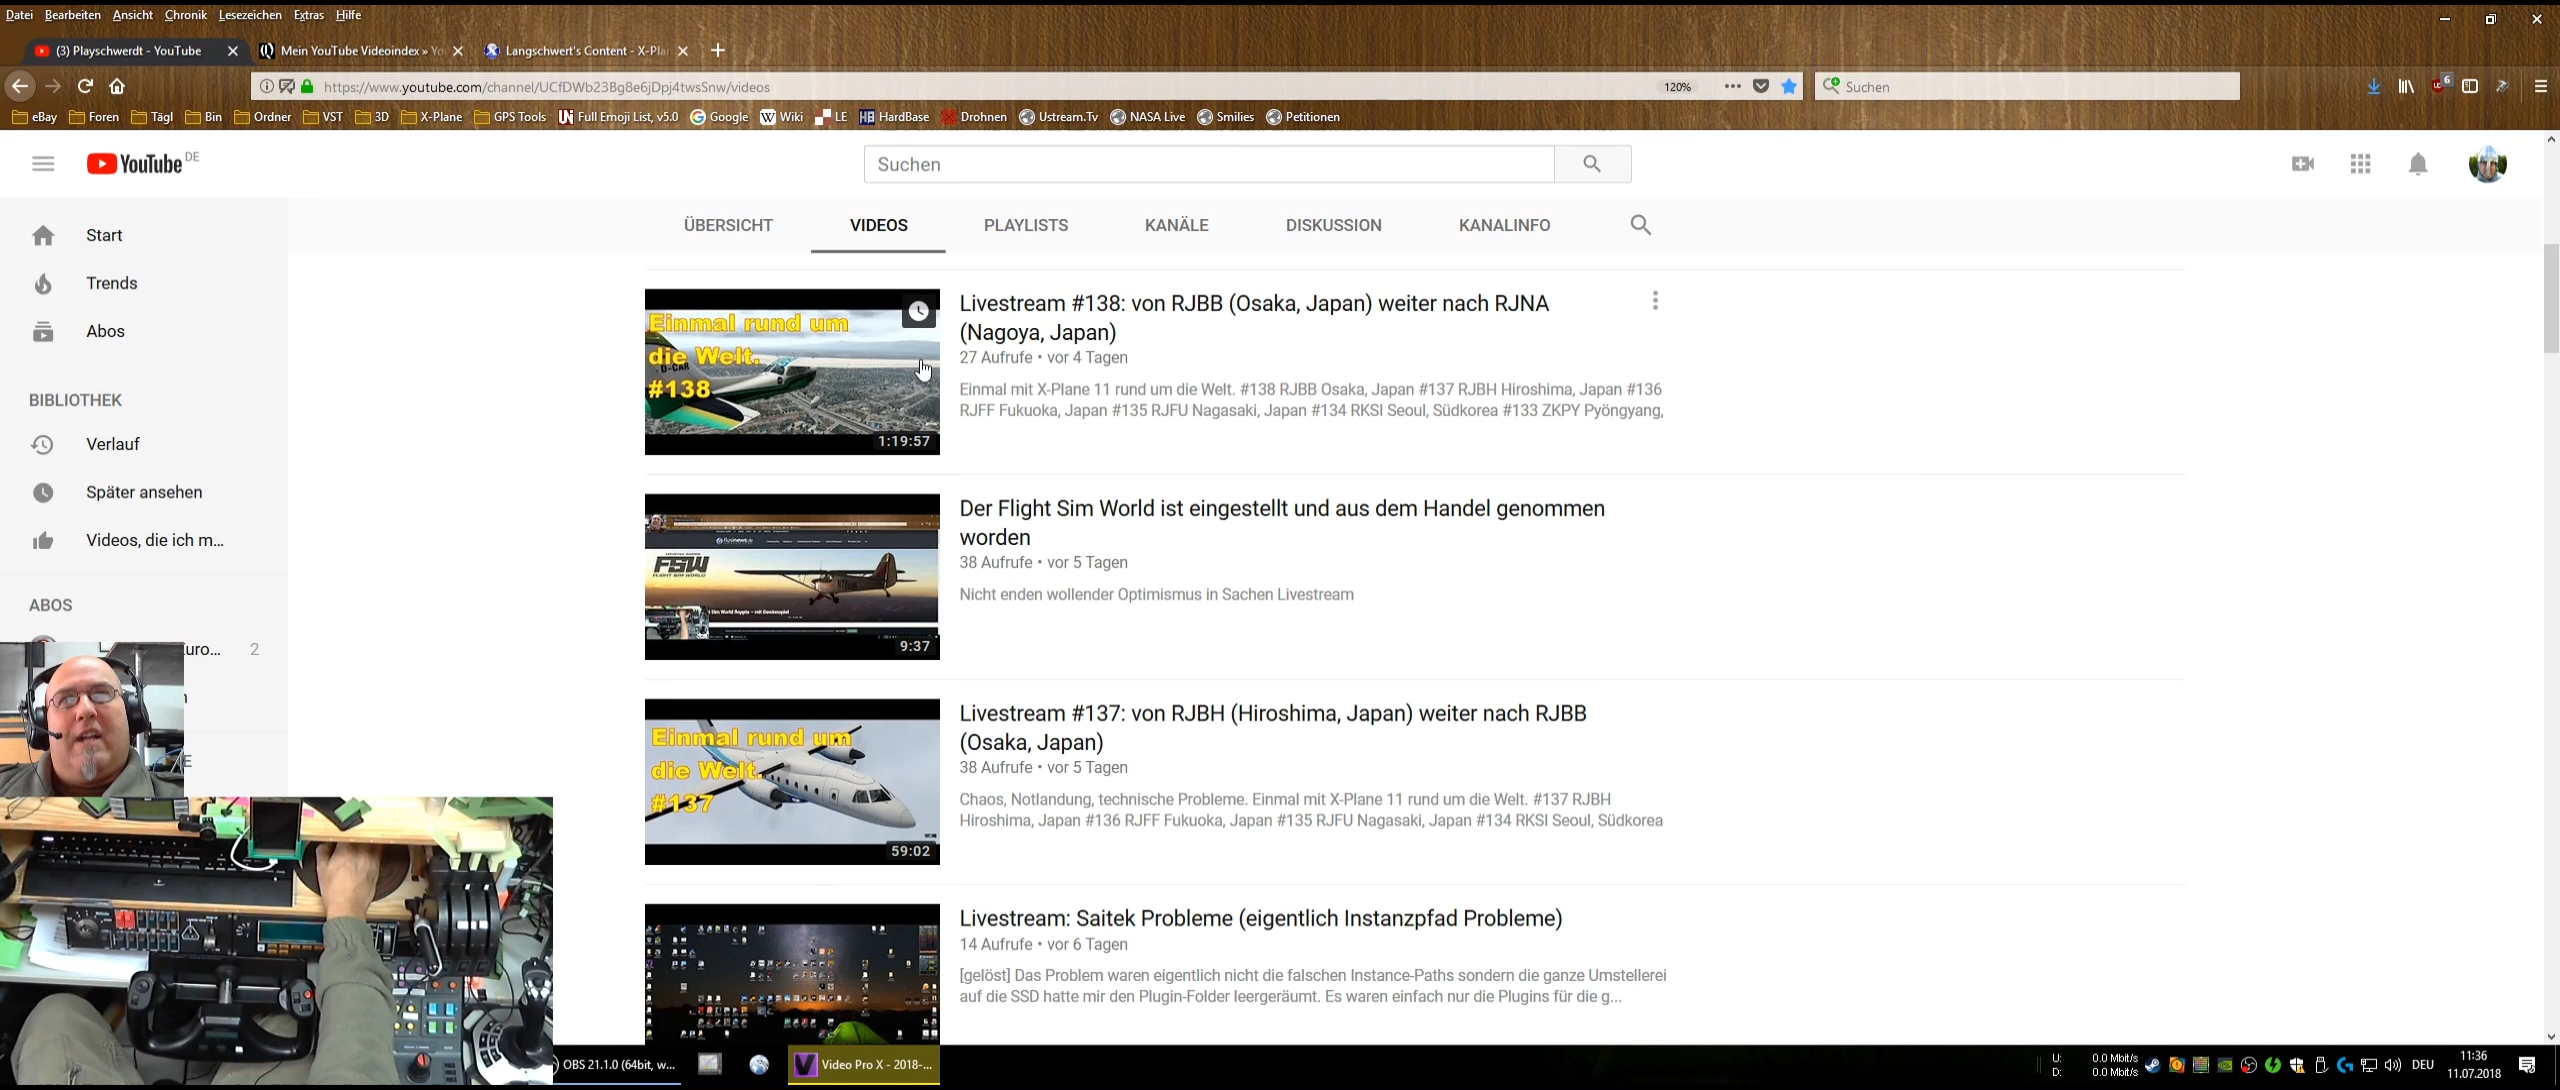 Datei Bearbeiten Ansicht Chronik Lesezeichen Extras Hilfe
(3) Playschwerdt - YouTube
Mein YouTube Videoindex » Yo
Langschwert's Content - X-Pla
https://www.youtube.com/channel/UCfDWb23Bg8e6jDpj4twsSnw/videos
120%
Suchen
6
eBay Foren Tägl Bin Ordner VST 3D X-Plane GPS Tools Full Emoji List, v5.0 Google Wiki LE HardBase Drohnen Ustream.Tv NASA Live Smilies Petitionen
YouTube DE
Suchen
ÜBERSICHT VIDEOS PLAYLISTS KANÄLE DISKUSSION KANALINFO
Start
Trends
Abos
BIBLIOTHEK
Verlauf
Später ansehen
Videos, die ich m...
ABOS
uro... 2
E
Einmal rund um
die Welt.
D-CAR
#138
1:19:57
Livestream #138: von RJBB (Osaka, Japan) weiter nach RJNA
(Nagoya, Japan)
27 Aufrufe • vor 4 Tagen
Einmal mit X-Plane 11 rund um die Welt. #138 RJBB Osaka, Japan #137 RJBH Hiroshima, Japan #136
RJFF Fukuoka, Japan #135 RJFU Nagasaki, Japan #134 RKSI Seoul, Südkorea #133 ZKPY Pyöngyang,
FSW
FLIGHT SIM WORLD
9:37
Der Flight Sim World ist eingestellt und aus dem Handel genommen
worden
38 Aufrufe • vor 5 Tagen
Nicht enden wollender Optimismus in Sachen Livestream
Einmal rund um
die Welt.
#137
59:02
Livestream #137: von RJBH (Hiroshima, Japan) weiter nach RJBB
(Osaka, Japan)
38 Aufrufe • vor 5 Tagen
Chaos, Notlandung, technische Probleme. Einmal mit X-Plane 11 rund um die Welt. #137 RJBH
Hiroshima, Japan #136 RJFF Fukuoka, Japan #135 RJFU Nagasaki, Japan #134 RKSI Seoul, Südkorea
Livestream: Saitek Probleme (eigentlich Instanzpfad Probleme)
14 Aufrufe • vor 6 Tagen
[gelöst] Das Problem waren eigentlich nicht die falschen Instance-Paths sondern die ganze Umstellerei
auf die SSD hatte mir den Plugin-Folder leergeräumt. Es waren einfach nur die Plugins für die g...
OBS 21.1.0 (64bit, w...
Video Pro X - 2018-...
U: 0.0 Mbit/s
D: 0.0 Mbit/s
DEU
11:36
11.07.2018